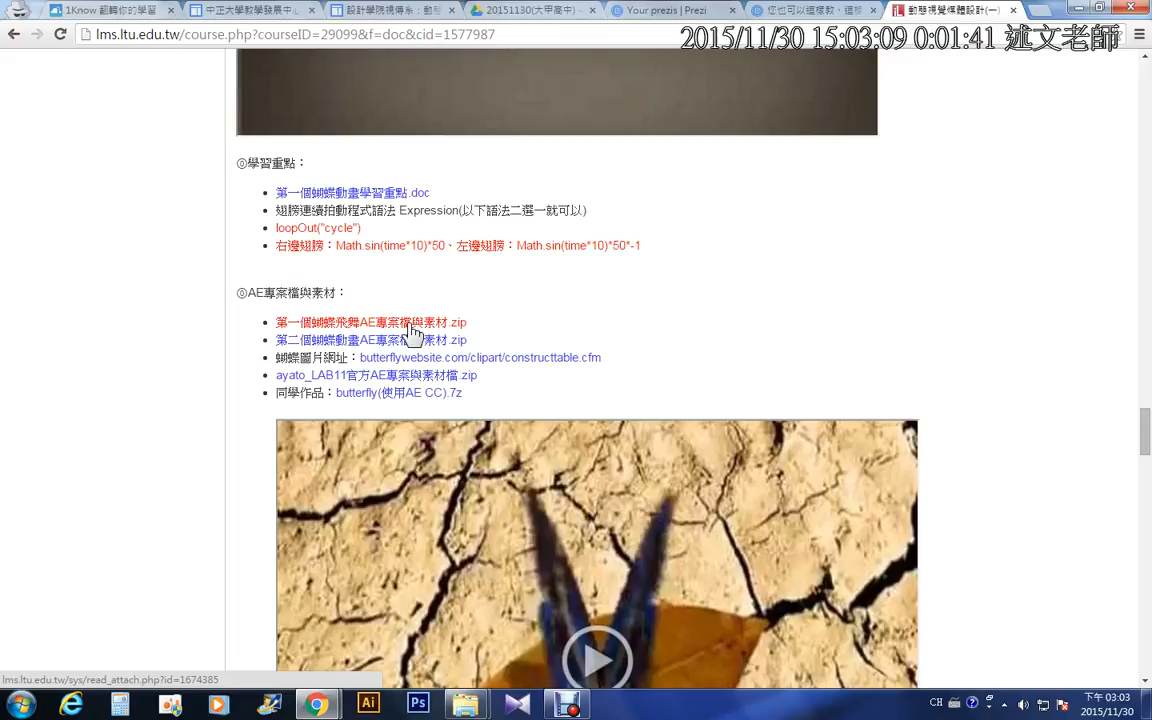 1Know 翻轉你的學習
中正大學教學發展中心
設計學院視傳系：動態
20151130(大甲高中) -
Your prezis | Prezi
您也可以這樣教、這樣
動態視覺媒體設計(一)
lms.ltu.edu.tw/course.php?courseID=29099&f=doc&cid=1577987
2015/11/30 15:03:09 0:01:41 述文老師
◎學習重點：
第一個蝴蝶動畫學習重點.doc
翅膀連續拍動程式語法 Expression(以下語法二選一就可以)
loopOut("cycle")
右邊翅膀：Math.sin(time*10)*50、左邊翅膀：Math.sin(time*10)*50*-1
◎AE專案檔與素材：
第一個蝴蝶飛舞AE專案檔與素材.zip
第二個蝴蝶動畫AE專案檔與素材.zip
蝴蝶圖片網址：butterflywebsite.com/clipart/constructtable.cfm
ayato_LAB11官方AE專案與素材檔.zip
同學作品：butterfly(使用AE CC).7z
lms.ltu.edu.tw/sys/read_attach.php?id=1674385
Ai
Ps
CH
下午 03:03
2015/11/30